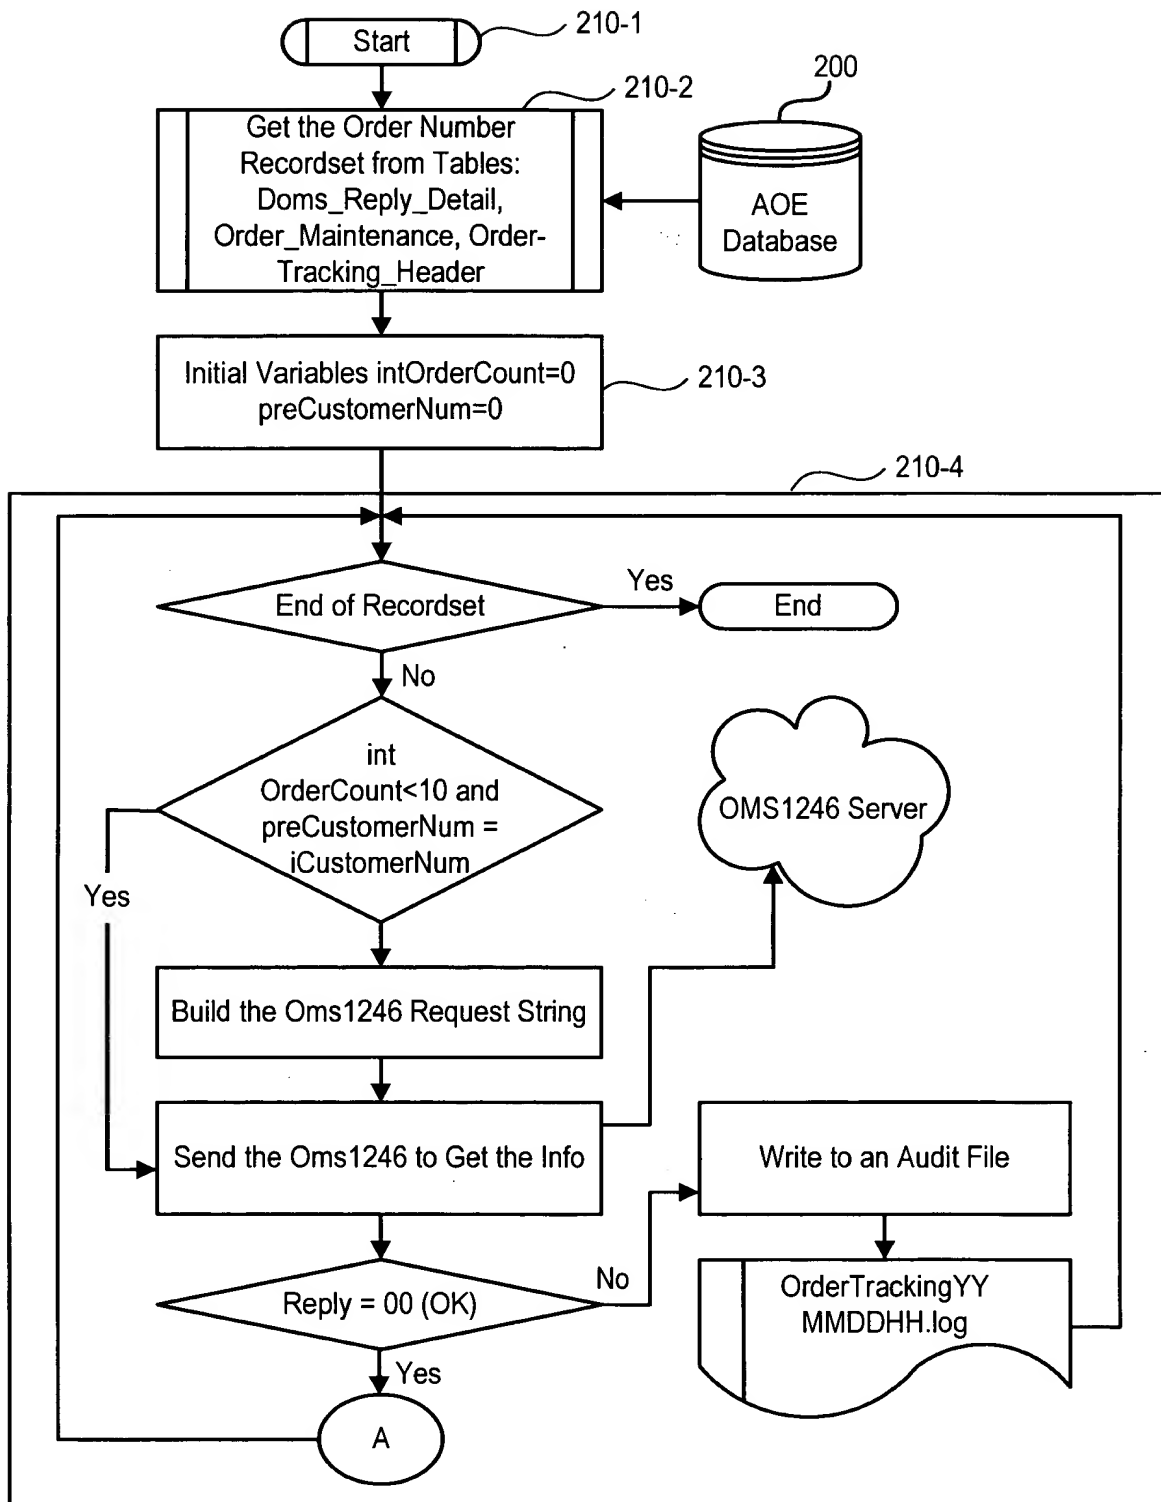 Start
210-1
210-2
Get the Order Number
Recordset from Tables:
Doms_Reply_Detail,
Order_Maintenance, Order-
Tracking_Header
200
AOE
Database
Initial Variables intOrderCount=0
preCustomerNum=0
210-3
210-4
End of Recordset
Yes
End
No
int
OrderCount<10 and
preCustomerNum =
iCustomerNum
OMS1246 Server
Yes
Build the Oms1246 Request String
Send the Oms1246 to Get the Info
Write to an Audit File
Reply = 00 (OK)
No
OrderTrackingYY
MMDDHH.log
Yes
A